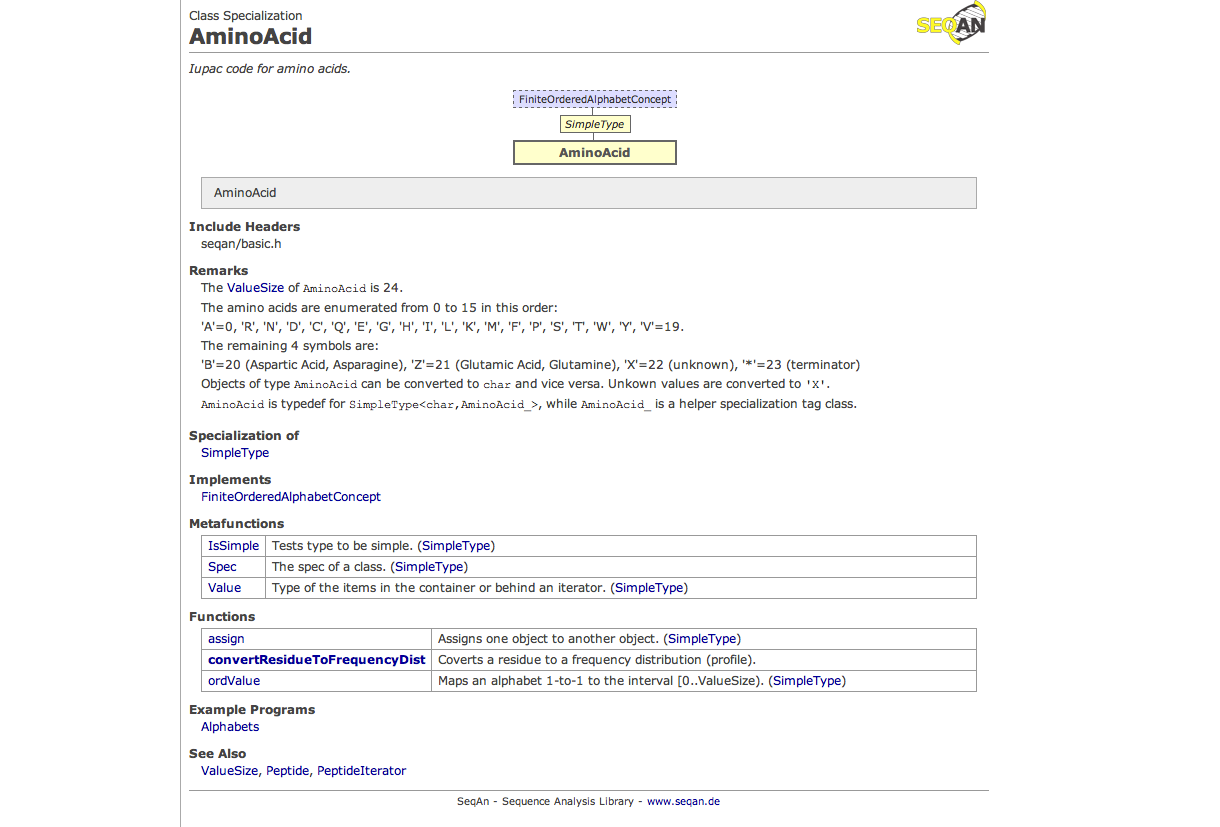 Class Specialization
AminoAcid
SEQAN
Iupac code for amino acids.
FiniteOrderedAlphabetConcept
SimpleType
AminoAcid
AminoAcid
Include Headers
seqan/basic.h
Remarks
The ValueSize of AminoAcid is 24.
The amino acids are enumerated from 0 to 15 in this order:
'A'=0, 'R', 'N', 'D', 'C', 'Q', 'E', 'G', 'H', 'I', 'L', 'K', 'M', 'F', 'P', 'S', 'T', 'W', 'Y', 'V'=19.
The remaining 4 symbols are:
'B'=20 (Aspartic Acid, Asparagine), 'Z'=21 (Glutamic Acid, Glutamine), 'X'=22 (unknown), '*'=23 (terminator)
Objects of type AminoAcid can be converted to char and vice versa. Unkown values are converted to 'X'.
AminoAcid is typedef for SimpleType<char,AminoAcid_>, while AminoAcid_ is a helper specialization tag class.
Specialization of
SimpleType
Implements
FiniteOrderedAlphabetConcept
Metafunctions
IsSimple Tests type to be simple. (SimpleType)
Spec The spec of a class. (SimpleType)
Value Type of the items in the container or behind an iterator. (SimpleType)
Functions
assign Assigns one object to another object. (SimpleType)
convertResidueToFrequencyDist Coverts a residue to a frequency distribution (profile).
ordValue Maps an alphabet 1-to-1 to the interval [0..ValueSize). (SimpleType)
Example Programs
Alphabets
See Also
ValueSize, Peptide, PeptideIterator
SeqAn - Sequence Analysis Library - www.seqan.de